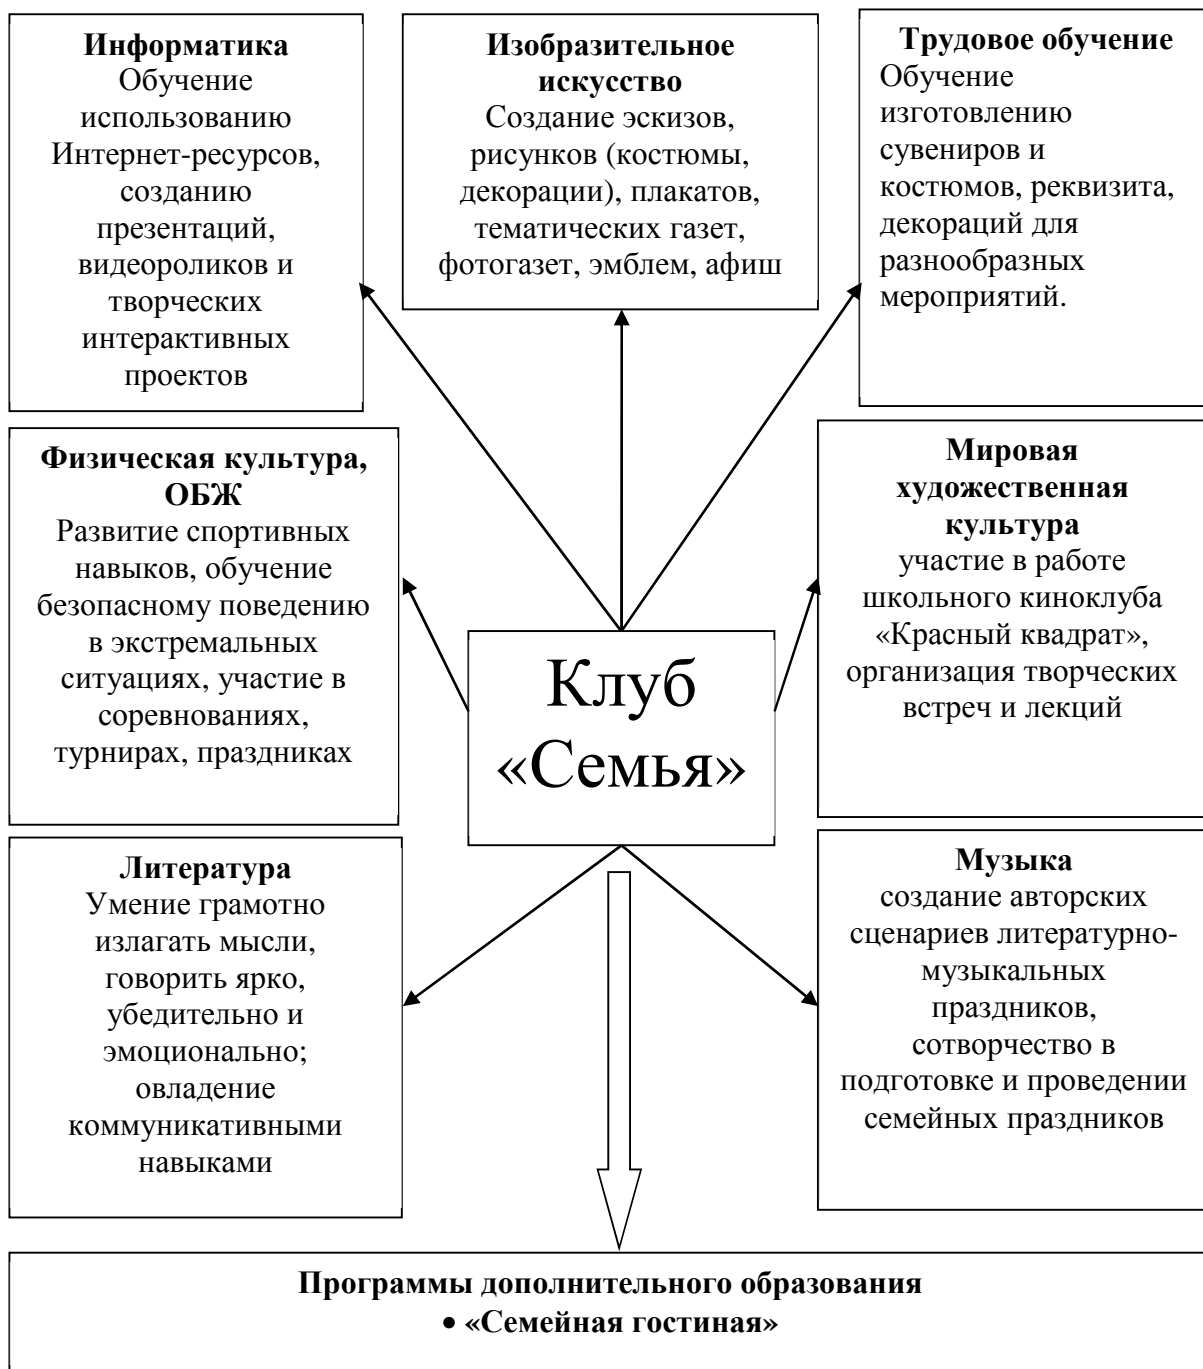 Информатика
Обучение
использованию
Интернет-ресурсов,
созданию
презентаций,
видеороликов и
творческих
интерактивных
проектов
Изобразительное
искусство
Создание эскизов,
рисунков (костюмы,
декорации), плакатов,
тематических газет,
фотогазет, эмблем, афиш
Трудовое обучение
Обучение
изготовлению
сувениров и
костюмов, реквизита,
декораций для
разнообразных
мероприятий.
Физическая культура,
ОБЖ
Развитие спортивных
навыков, обучение
безопасному поведению
в экстремальных
ситуациях, участие в
соревнованиях,
турнирах, праздниках
Клуб
«Семья»
Мировая
художественная
культура
участие в работе
школьного киноклуба
«Красный квадрат»,
организация творческих
встреч и лекций
Литература
Умение грамотно
излагать мысли,
говорить ярко,
убедительно и
эмоционально;
овладение
коммуникативными
навыками
Музыка
создание авторских
сценариев литературно-
музыкальных
праздников,
сотворчество в
подготовке и проведении
семейных праздников
Программы дополнительного образования
• «Семейная гостиная»